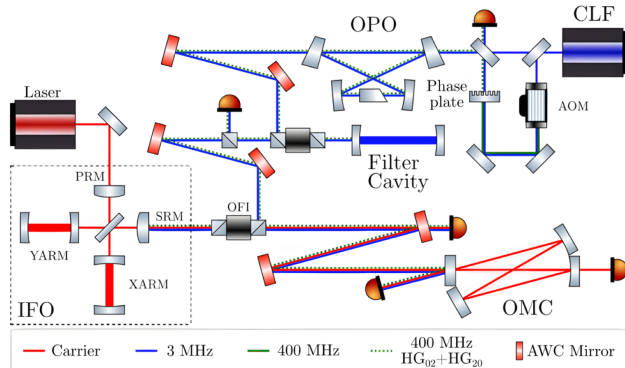 OPO
CLF
Laser
Phase
plate
AOM
Filter
Cavity
PRM
SRM
OFI
YARM
XARM
IFO
OMC
Carrier
3 MHz
400 MHz
400 MHz
HG02+HG20
AWC Mirror